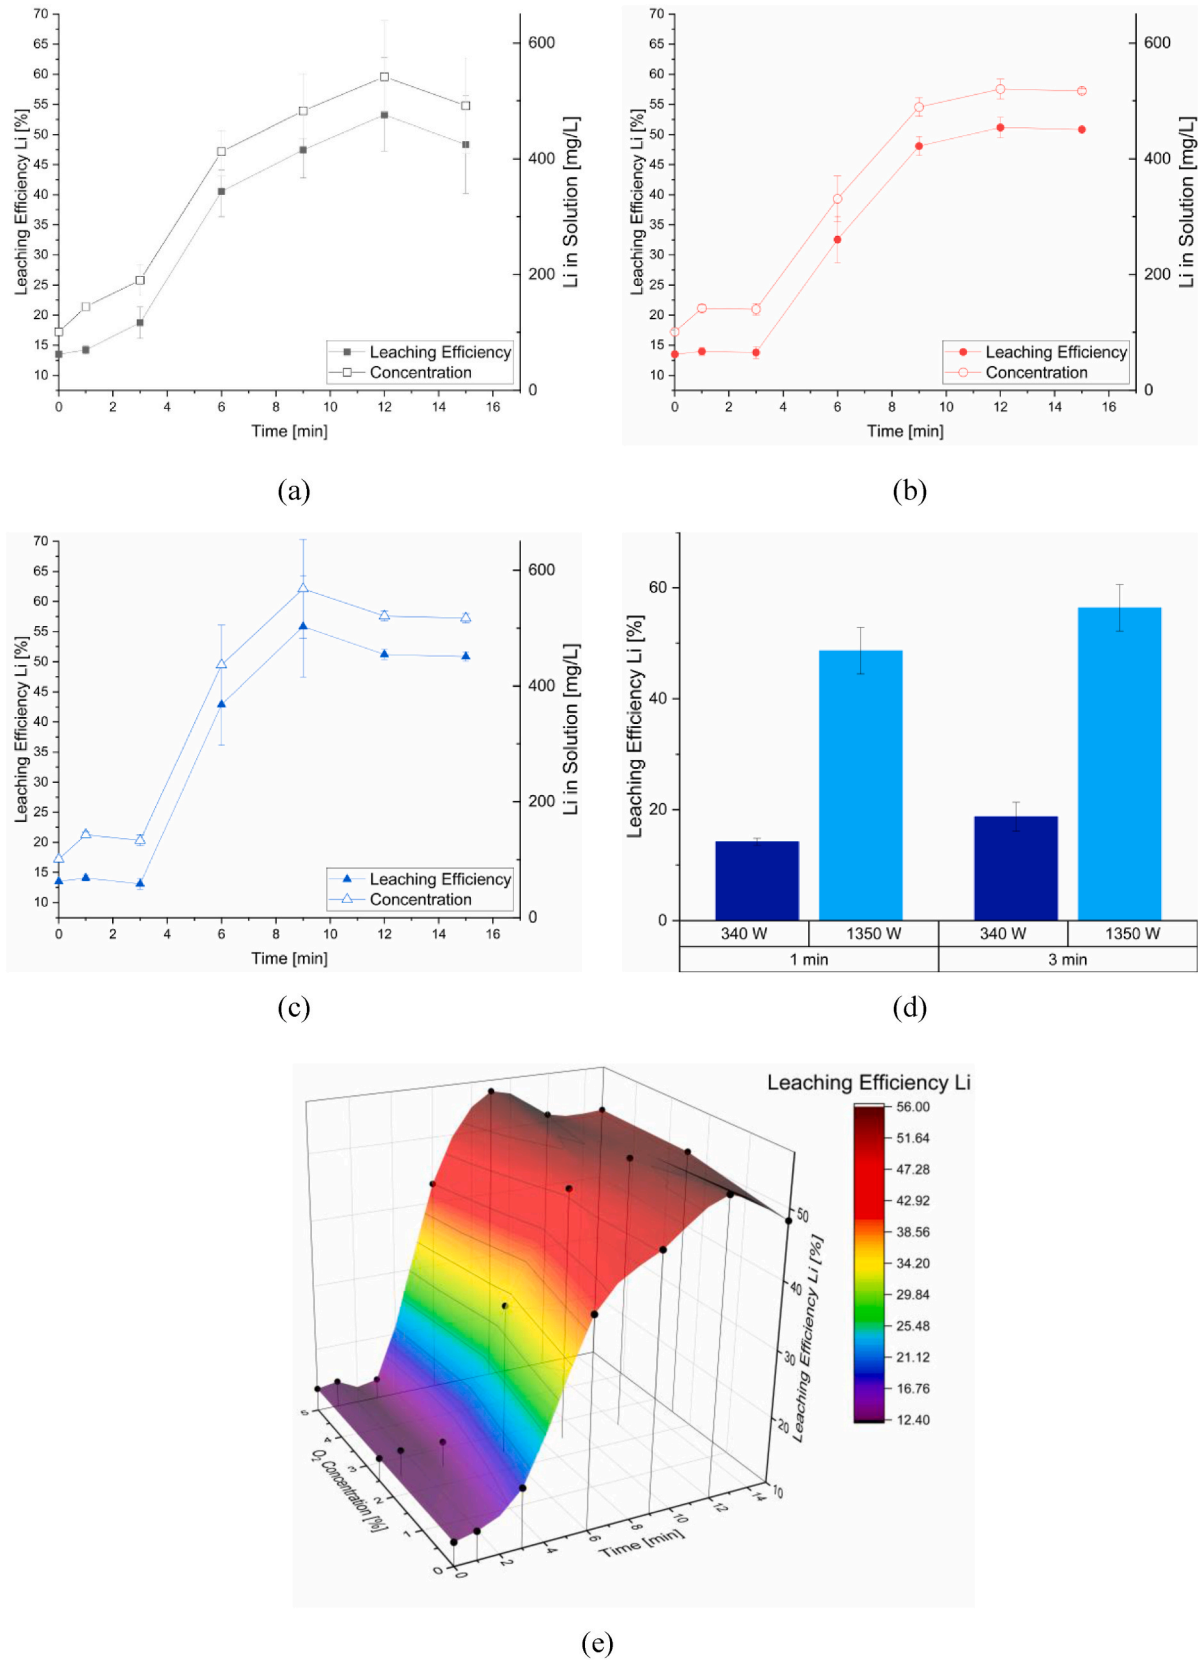 70
65
60
55
50
45
40
35
30
25
20
15
10
Leaching Efficiency Li [%]
600
400
200
0
Li in Solution [mg/L]
Leaching Efficiency
Concentration
0 2 4 6 8 10 12 14 16
Time [min]
(a)
70
65
60
55
50
45
40
35
30
25
20
15
10
Leaching Efficiency Li [%]
600
400
200
0
Li in Solution [mg/L]
Leaching Efficiency
Concentration
0 2 4 6 8 10 12 14 16
Time [min]
(b)
70
65
60
55
50
45
40
35
30
25
20
15
10
Leaching Efficiency Li [%]
600
400
200
0
Li in Solution [mg/L]
Leaching Efficiency
Concentration
0 2 4 6 8 10 12 14 16
Time [min]
(c)
60
40
20
0
Leaching Efficiency Li [%]
340 W 1350 W 340 W 1350 W
1 min 3 min
(d)
Leaching Efficiency Li
56.00
51.64
47.28
42.92
38.56
34.20
29.84
25.48
21.12
16.76
12.40
50
40
30
20
10
Leaching Efficiency Li [%]
5 4 3 2 1 0
O2 Concentration [%]
0 2 4 6 8 10 12 14
Time [min]
(e)